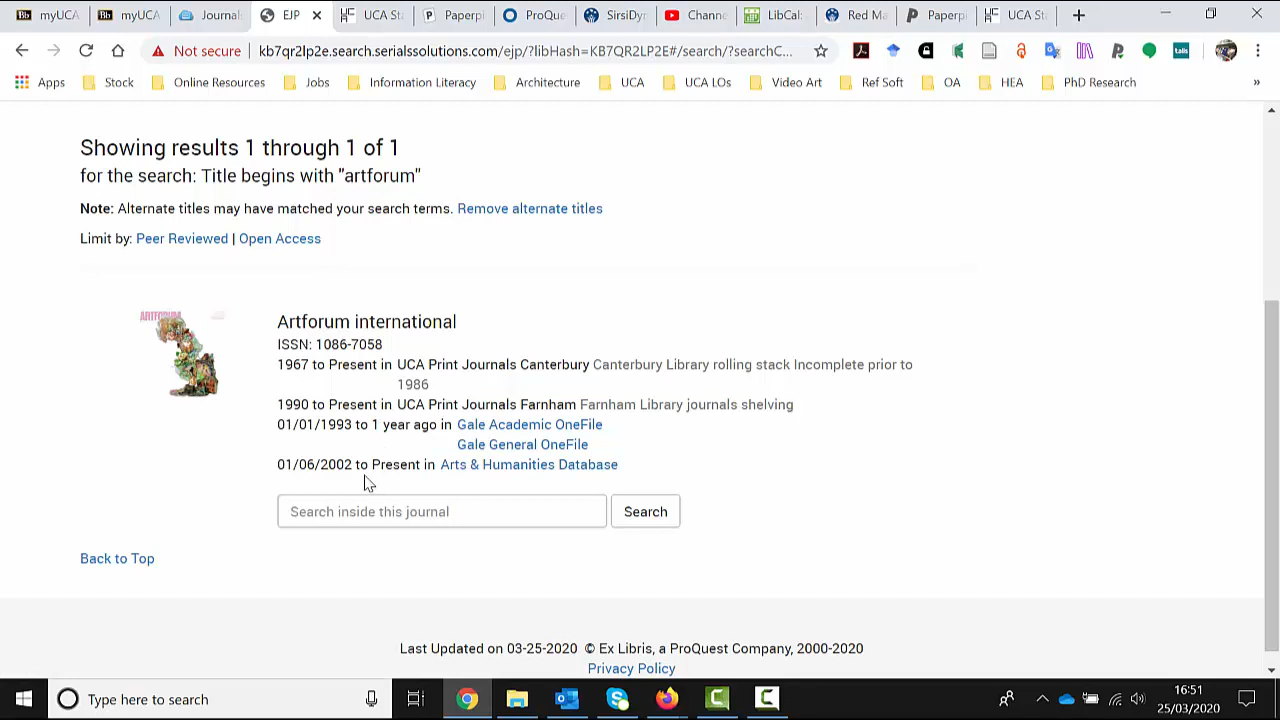 myUCA
myUCA
Journals
EJP
UCA Sta
Paperpi
ProQue
SirsiDy
Channe
LibCal
Red Ma
Paperpi
UCA St
Not secure
kb7qr2lp2e.search.serialssolutions.com/ejp/?libHash=KB7QR2LP2E#/search/?searchC...
Apps
Stock
Online Resources
Jobs
Information Literacy
Architecture
UCA
UCA LOs
Video Art
Ref Soft
OA
HEA
PhD Research
»
Showing results 1 through 1 of 1
for the search: Title begins with "artforum"
Note: Alternate titles may have matched your search terms. Remove alternate titles
Limit by: Peer Reviewed | Open Access
ARTFORUM
Artforum international
ISSN: 1086-7058
1967 to Present in UCA Print Journals Canterbury Canterbury Library rolling stack Incomplete prior to
1986
1990 to Present in UCA Print Journals Farnham Farnham Library journals shelving
01/01/1993 to 1 year ago in Gale Academic OneFile
Gale General OneFile
01/06/2002 to Present in Arts & Humanities Database
Search inside this journal
Search
Back to Top
Last Updated on 03-25-2020 © Ex Libris, a ProQuest Company, 2000-2020
Privacy Policy
Type here to search
16:51
25/03/2020